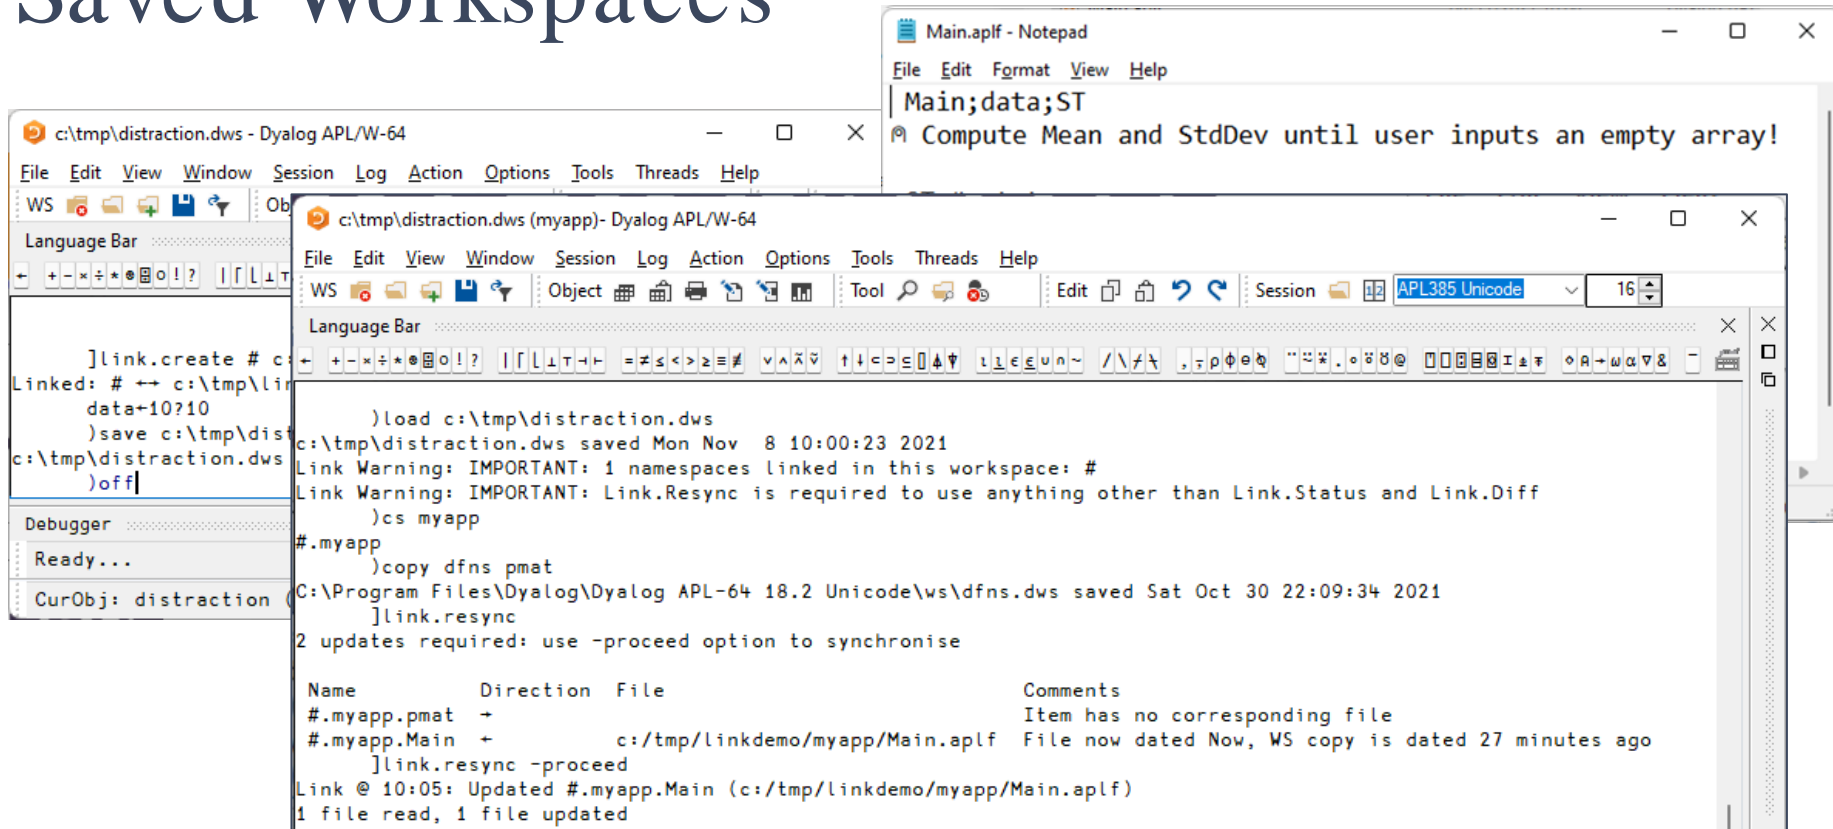 Saved Workspaces
Main.aplf - Notepad
File Edit Format View Help
Main;data;ST
⍝ Compute Mean and StdDev until user inputs an empty array!
c:\tmp\distraction.dws - Dyalog APL/W-64
File Edit View Window Session Log Action Options Tools Threads Help
WS
Language Bar
← + - × ÷ * ⍟ ⌹ ○ ! ? | ⌈ ⌊ ⊥ ⊤
]link.create #
Linked: # ←→ c:\tmp\
data←10?10
)save c:\tmp\
c:\tmp\distraction.dws
)off
Debugger
Ready...
CurObj: distraction (
c:\tmp\distraction.dws (myapp)- Dyalog APL/W-64
File Edit View Window Session Log Action Options Tools Threads Help
WS Object Tool Edit Session APL385 Unicode 16
Language Bar
← + - × ÷ * ⍟ ⌹ ○ ! ? | ⌈ ⌊ ⊥ ⊤ ⊣ ⊢ = ≠ ≤ < > ≥ ≡ ≢ ∨ ∧ ⍲ ⍱ ↑ ↓ ⊂ ⊃ ⊆ ⌷ ⍋ ⍒ ⍳ ⍸ ∊ ⍷ ∪ ∩ ~ / \ ⌿ ⍀ , ⍪ ⍴ ⌽ ⊖ ⍉ ¨ ⍨ ⍣ . ∘ ⍤ ⍥ @ ⍞ ⎕ ⍠ ⌸ ⌺ ⌶ ⍎ ⍕ ⋄ ⍝ → ⍵ ⍺ ∇ & ¯
)load c:\tmp\distraction.dws
c:\tmp\distraction.dws saved Mon Nov  8 10:00:23 2021
Link Warning: IMPORTANT: 1 namespaces linked in this workspace: #
Link Warning: IMPORTANT: Link.Resync is required to use anything other than Link.Status and Link.Diff
)cs myapp
#.myapp
)copy dfns pmat
C:\Program Files\Dyalog\Dyalog APL-64 18.2 Unicode\ws\dfns.dws saved Sat Oct 30 22:09:34 2021
]link.resync
2 updates required: use -proceed option to synchronise
Name Direction File Comments
#.myapp.pmat → Item has no corresponding file
#.myapp.Main ← c:/tmp/linkdemo/myapp/Main.aplf File now dated Now, WS copy is dated 27 minutes ago
]link.resync -proceed
Link @ 10:05: Updated #.myapp.Main (c:/tmp/linkdemo/myapp/Main.aplf)
1 file read, 1 file updated